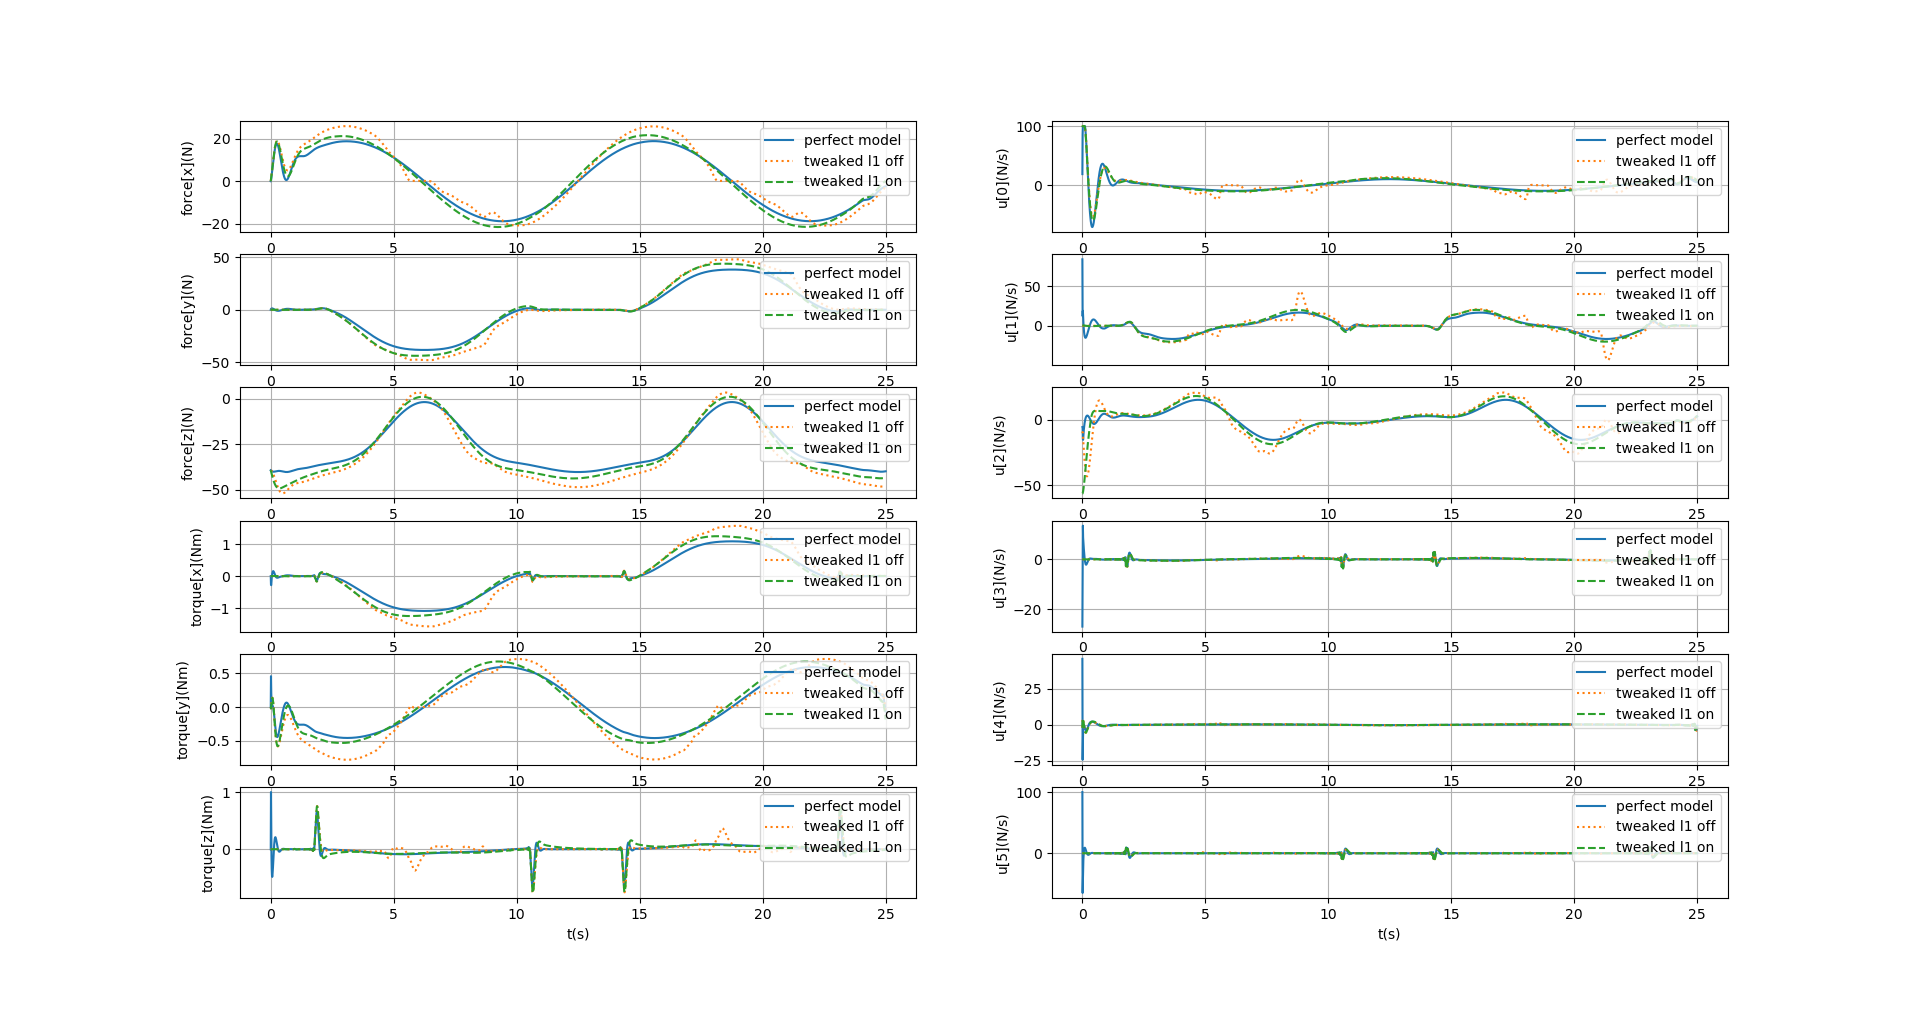 force[x](N)
20
0
−20
perfect model
tweaked l1 off
tweaked l1 on
0 5 10 15 20 25
force[y](N)
50
0
−50
perfect model
tweaked l1 off
tweaked l1 on
0 5 10 15 20 25
force[z](N)
0
−25
−50
perfect model
tweaked l1 off
tweaked l1 on
0 5 10 15 20 25
torque[x](Nm)
1
0
−1
perfect model
tweaked l1 off
tweaked l1 on
0 5 10 15 20 25
torque[y](Nm)
0.5
0.0
−0.5
perfect model
tweaked l1 off
tweaked l1 on
0 5 10 15 20 25
torque[z](Nm)
1
0
perfect model
tweaked l1 off
tweaked l1 on
0 5 10 15 20 25
t(s)
u[0](N/s)
100
0
perfect model
tweaked l1 off
tweaked l1 on
0 5 10 15 20 25
u[1](N/s)
50
0
perfect model
tweaked l1 off
tweaked l1 on
0 5 10 15 20 25
u[2](N/s)
0
−50
perfect model
tweaked l1 off
tweaked l1 on
0 5 10 15 20 25
u[3](N/s)
0
−20
perfect model
tweaked l1 off
tweaked l1 on
0 5 10 15 20 25
u[4](N/s)
25
0
−25
perfect model
tweaked l1 off
tweaked l1 on
0 5 10 15 20 25
u[5](N/s)
100
0
perfect model
tweaked l1 off
tweaked l1 on
0 5 10 15 20 25
t(s)